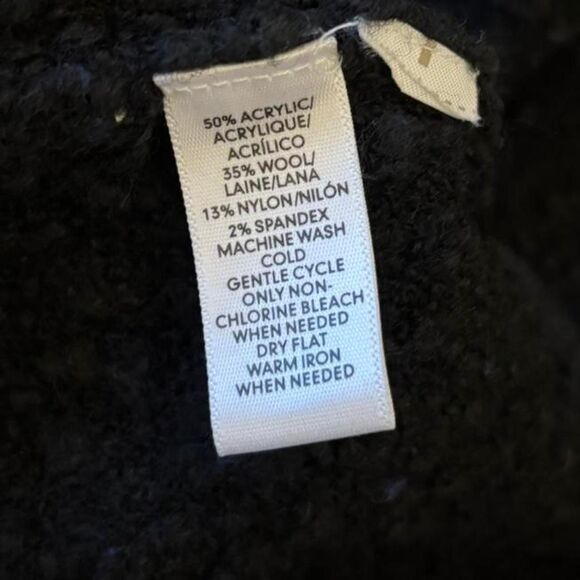 50% ACRYLIC/
ACRYLIQUE/
ACRÍLICO
35% WOOL/
LAINE/LANA
13% NYLON/NILÓN
2% SPANDEX
MACHINE WASH
COLD
GENTLE CYCLE
ONLY NON-
CHLORINE BLEACH
WHEN NEEDED
DRY FLAT
WARM IRON
WHEN NEEDED